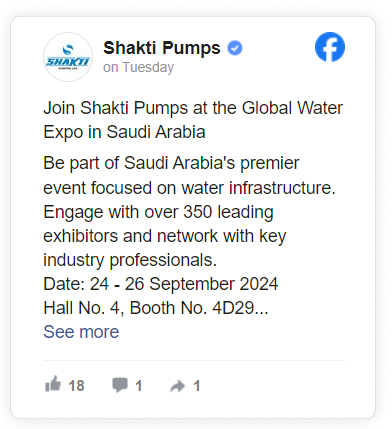 SHAKTI
Shakti Pumps
on Tuesday
Join Shakti Pumps at the Global Water
Expo in Saudi Arabia
Be part of Saudi Arabia's premier
event focused on water infrastructure.
Engage with over 350 leading
exhibitors and network with key
industry professionals.
Date: 24 - 26 September 2024
Hall No. 4, Booth No. 4D29...
See more
18 1 1